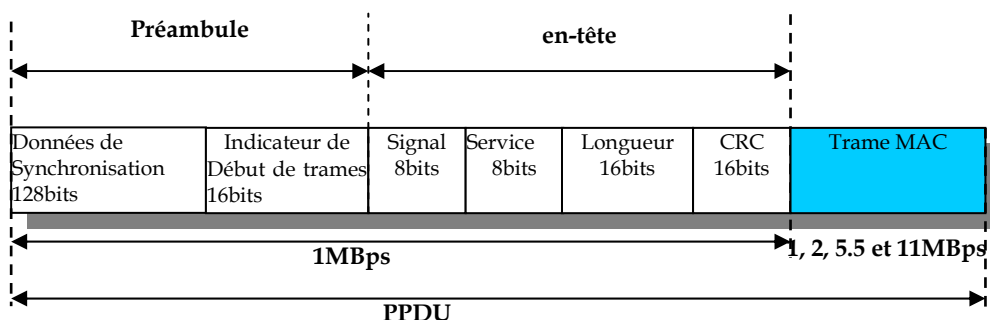 Préambule
en-tête
Données de
Synchronisation
128bits
Indicateur de
Début de trames
16bits
Signal
8bits
Service
8bits
Longueur
16bits
CRC
16bits
Trame MAC
1MBps
1, 2, 5.5 et 11MBps
PPDU